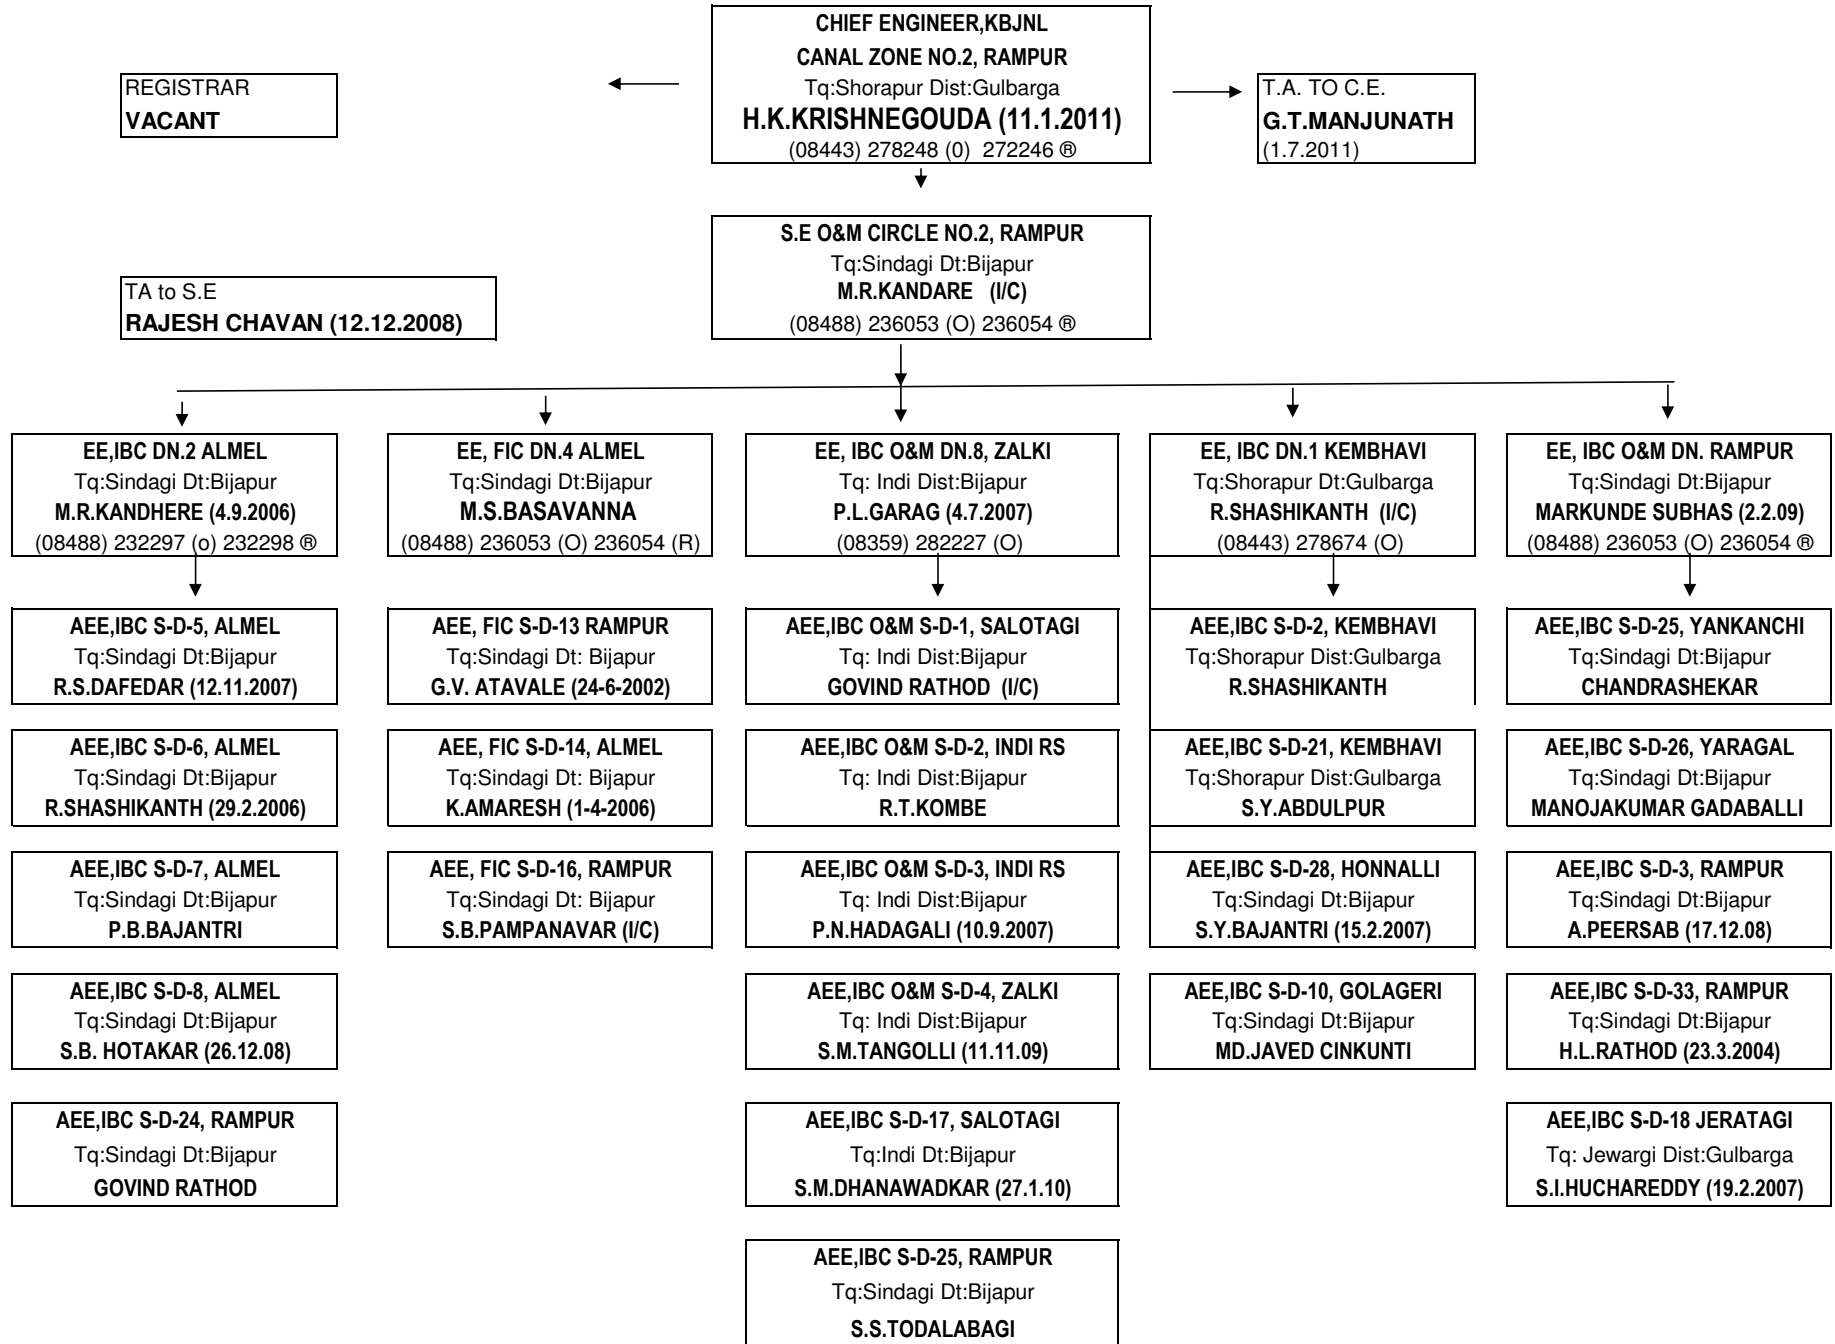 CHIEF ENGINEER,KBJNL
CANAL ZONE NO.2, RAMPUR
Tq:Shorapur Dist:Gulbarga
H.K.KRISHNEGOUDA (11.1.2011)
(08443) 278248 (0) 272246 ®
REGISTRAR
VACANT
T.A. TO C.E.
G.T.MANJUNATH
(1.7.2011)
S.E O&M CIRCLE NO.2, RAMPUR
Tq:Sindagi Dt:Bijapur
M.R.KANDARE (I/C)
(08488) 236053 (O) 236054 ®
TA to S.E
RAJESH CHAVAN (12.12.2008)
EE,IBC DN.2 ALMEL
Tq:Sindagi Dt:Bijapur
M.R.KANDHERE (4.9.2006)
(08488) 232297 (o) 232298 ®
AEE,IBC S-D-5, ALMEL
Tq:Sindagi Dt:Bijapur
R.S.DAFEDAR (12.11.2007)
AEE,IBC S-D-6, ALMEL
Tq:Sindagi Dt:Bijapur
R.SHASHIKANTH (29.2.2006)
AEE,IBC S-D-7, ALMEL
Tq:Sindagi Dt:Bijapur
P.B.BAJANTRI
AEE,IBC S-D-8, ALMEL
Tq:Sindagi Dt:Bijapur
S.B. HOTAKAR (26.12.08)
AEE,IBC S-D-24, RAMPUR
Tq:Sindagi Dt:Bijapur
GOVIND RATHOD
EE, FIC DN.4 ALMEL
Tq:Sindagi Dt:Bijapur
M.S.BASAVANNA
(08488) 236053 (O) 236054 (R)
AEE, FIC S-D-13 RAMPUR
Tq:Sindagi Dt: Bijapur
G.V. ATAVALE (24-6-2002)
AEE, FIC S-D-14, ALMEL
Tq:Sindagi Dt: Bijapur
K.AMARESH (1-4-2006)
AEE, FIC S-D-16, RAMPUR
Tq:Sindagi Dt: Bijapur
S.B.PAMPANAVAR (I/C)
EE, IBC O&M DN.8, ZALKI
Tq: Indi Dist:Bijapur
P.L.GARAG (4.7.2007)
(08359) 282227 (O)
AEE,IBC O&M S-D-1, SALOTAGI
Tq: Indi Dist:Bijapur
GOVIND RATHOD (I/C)
AEE,IBC O&M S-D-2, INDI RS
Tq: Indi Dist:Bijapur
R.T.KOMBE
AEE,IBC O&M S-D-3, INDI RS
Tq: Indi Dist:Bijapur
P.N.HADAGALI (10.9.2007)
AEE,IBC O&M S-D-4, ZALKI
Tq: Indi Dist:Bijapur
S.M.TANGOLLI (11.11.09)
AEE,IBC S-D-17, SALOTAGI
Tq:Indi Dt:Bijapur
S.M.DHANAWADKAR (27.1.10)
AEE,IBC S-D-25, RAMPUR
Tq:Sindagi Dt:Bijapur
S.S.TODALABAGI
EE, IBC DN.1 KEMBHAVI
Tq:Shorapur Dt:Gulbarga
R.SHASHIKANTH (I/C)
(08443) 278674 (O)
AEE,IBC S-D-2, KEMBHAVI
Tq:Shorapur Dist:Gulbarga
R.SHASHIKANTH
AEE,IBC S-D-21, KEMBHAVI
Tq:Shorapur Dist:Gulbarga
S.Y.ABDULPUR
AEE,IBC S-D-28, HONNALLI
Tq:Sindagi Dt:Bijapur
S.Y.BAJANTRI (15.2.2007)
AEE,IBC S-D-10, GOLAGERI
Tq:Sindagi Dt:Bijapur
MD.JAVED CINKUNTI
EE, IBC O&M DN. RAMPUR
Tq:Sindagi Dt:Bijapur
MARKUNDE SUBHAS (2.2.09)
(08488) 236053 (O) 236054 ®
AEE,IBC S-D-25, YANKANCHI
Tq:Sindagi Dt:Bijapur
CHANDRASHEKAR
AEE,IBC S-D-26, YARAGAL
Tq:Sindagi Dt:Bijapur
MANOJAKUMAR GADABALLI
AEE,IBC S-D-3, RAMPUR
Tq:Sindagi Dt:Bijapur
A.PEERSAB (17.12.08)
AEE,IBC S-D-33, RAMPUR
Tq:Sindagi Dt:Bijapur
H.L.RATHOD (23.3.2004)
AEE,IBC S-D-18 JERATAGI
Tq: Jewargi Dist:Gulbarga
S.I.HUCHAREDDY (19.2.2007)